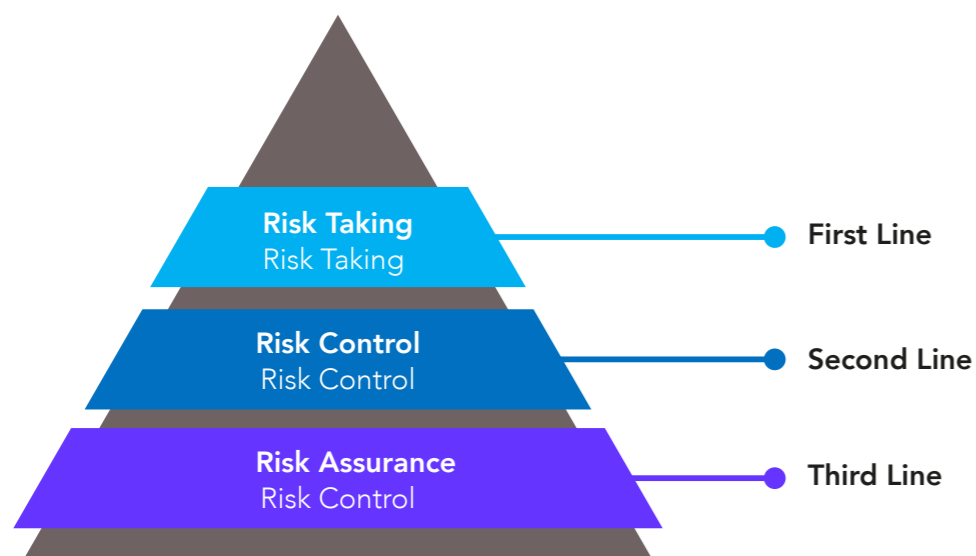 Risk Taking
Risk Taking
First Line
Risk Control
Risk Control
Second Line
Risk Assurance
Risk Control
Third Line